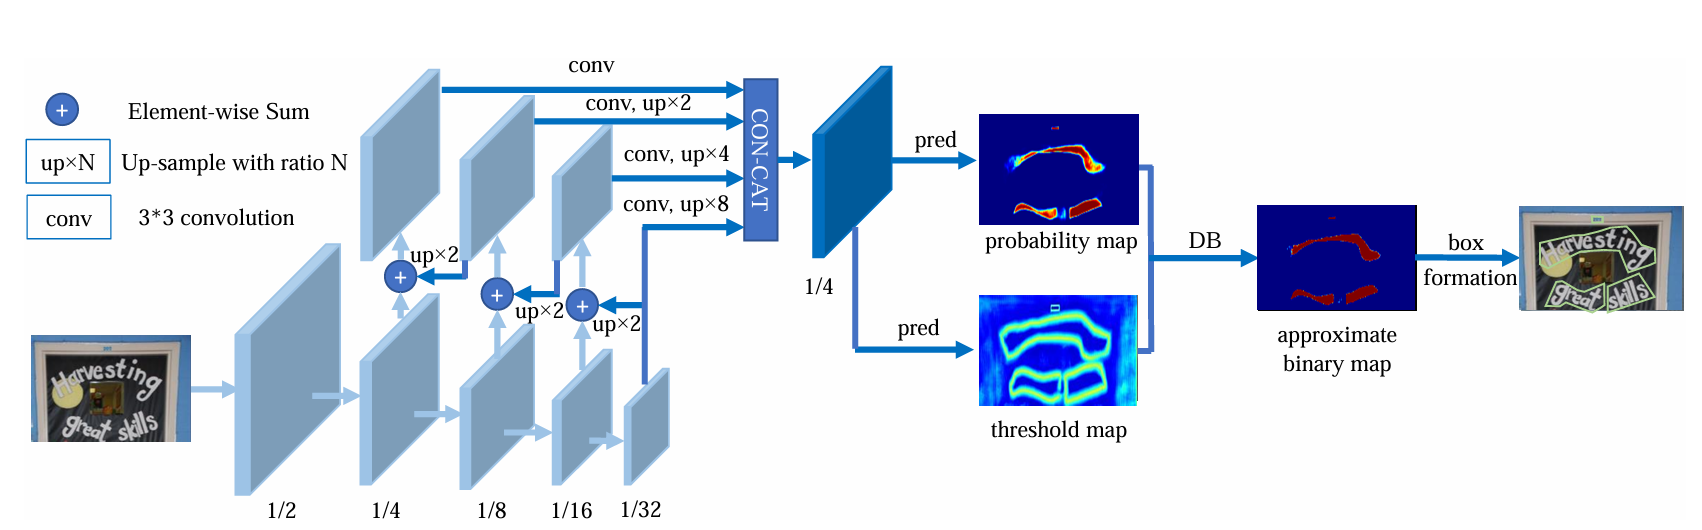 conv
conv, up×2
conv, up×4
conv, up×8
CON-CAT
+ Element-wise Sum
up×N Up-sample with ratio N
conv 3*3 convolution
+
up×2
+
up×2
+
up×2
Harvesting
great skills
1/2
1/4
1/8
1/16
1/32
1/4
pred
probability map
pred
threshold map
DB
approximate
binary map
box
formation
Harvesting
great skills